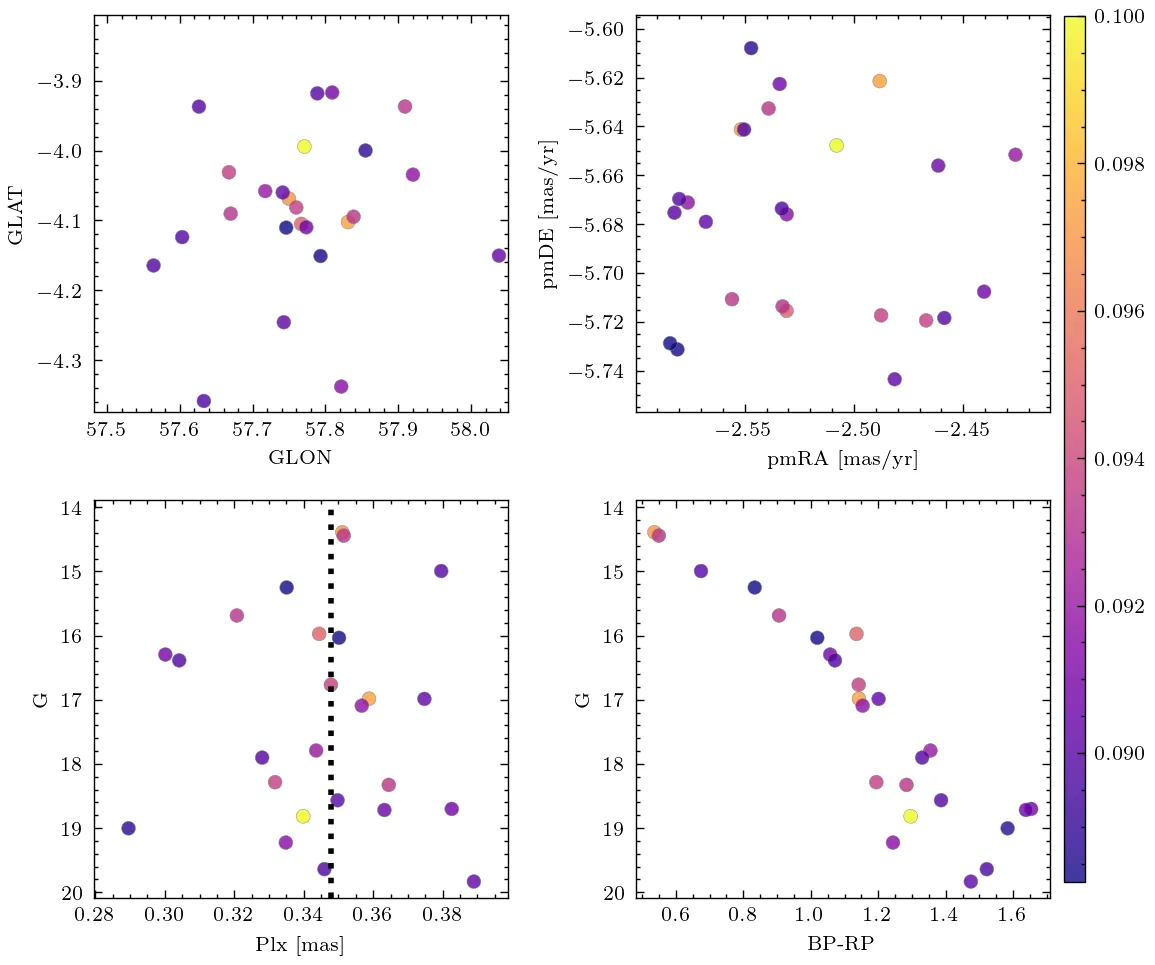 −3.9
−4.0
−4.1
−4.2
−4.3
GLAT
57.5 57.6 57.7 57.8 57.9 58.0
GLON
−5.60
−5.62
−5.64
−5.66
−5.68
−5.70
−5.72
−5.74
pmDE [mas/yr]
−2.55 −2.50 −2.45
pmRA [mas/yr]
0.100
0.098
0.096
0.094
0.092
0.090
14
15
16
17
18
19
20
G
0.28 0.30 0.32 0.34 0.36 0.38
Plx [mas]
14
15
16
17
18
19
20
G
0.6 0.8 1.0 1.2 1.4 1.6
BP-RP